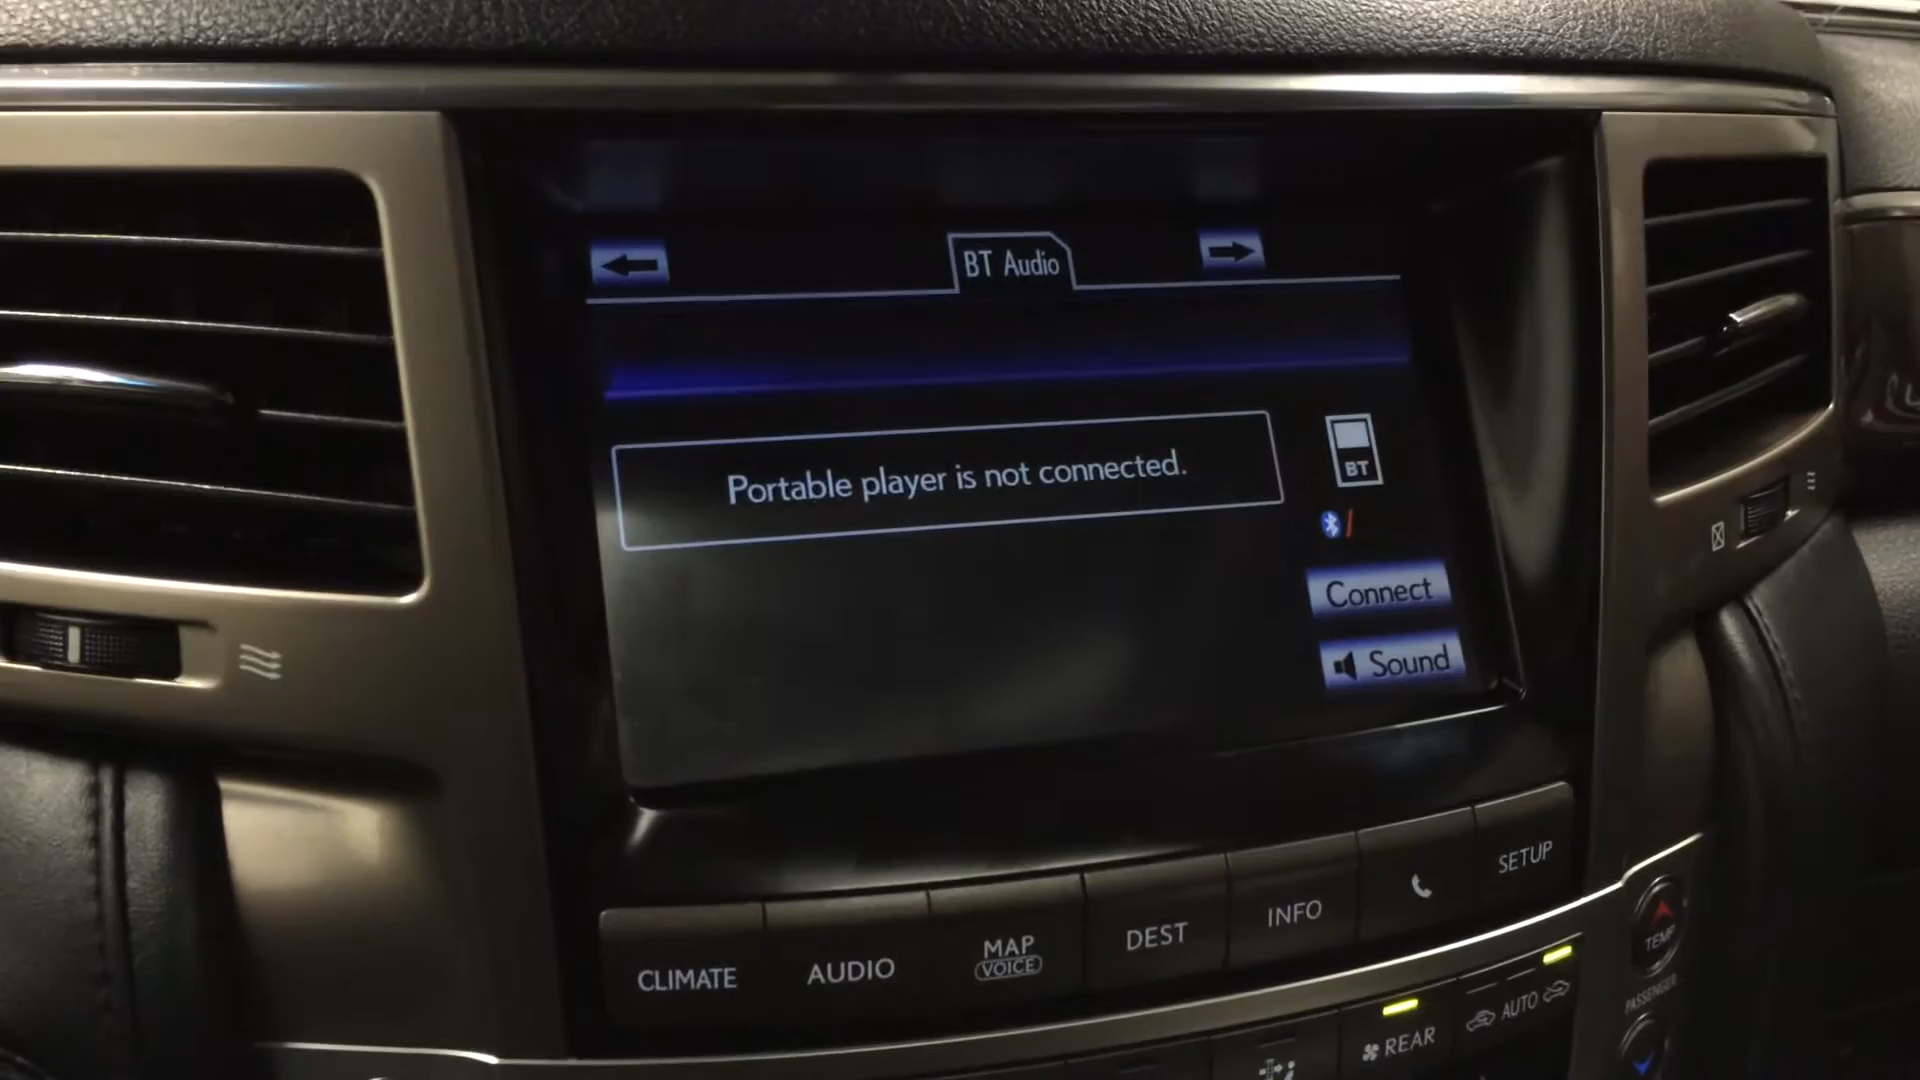 BT Audio
Portable player is not connected.
BT
Connect
Sound
CLIMATE
AUDIO
MAP
VOICE
DEST
INFO
SETUP
TEMP
PASSENGER
AUTO
REAR